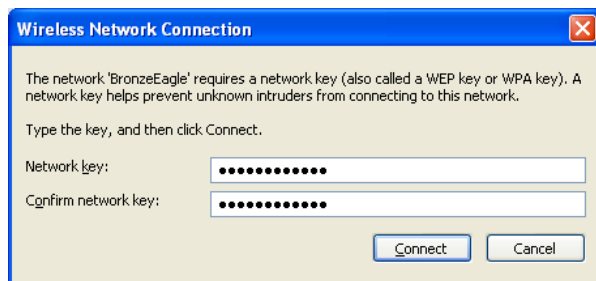 Wireless Network Connection
The network 'BronzeEagle' requires a network key (also called a WEP key or WPA key). A
network key helps prevent unknown intruders from connecting to this network.
Type the key, and then click Connect.
Network key: ●●●●●●●●●●●●
Confirm network key: ●●●●●●●●●●●●
Connect Cancel